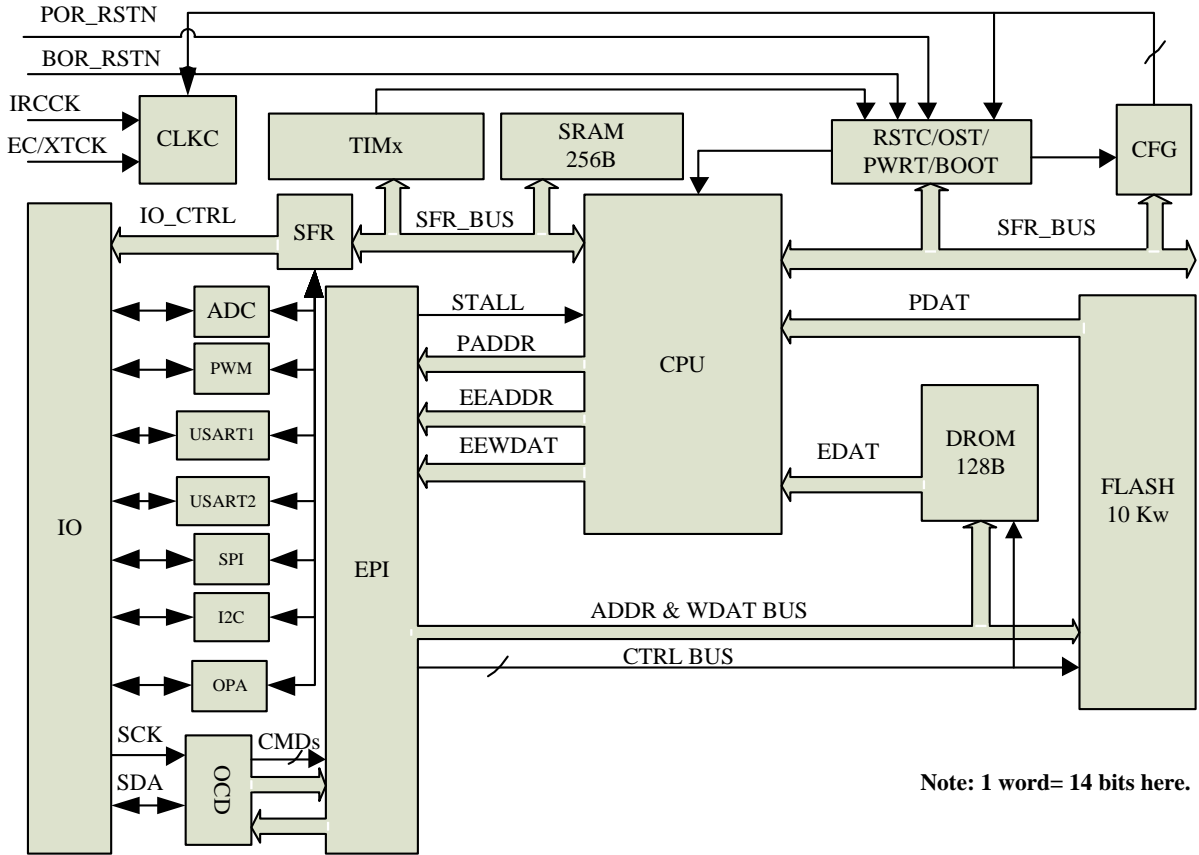 POR_RSTN
BOR_RSTN
IRCCK
EC/XTCK
CLKC
TIMx
SRAM
256B
RSTC/OST/
PWRT/BOOT
CFG
IO_CTRL
SFR
SFR_BUS
SFR_BUS
IO
ADC
PWM
USART1
USART2
SPI
I2C
OPA
SCK
SDA
OCD
CMDs
EPI
STALL
PADDR
EEADDR
EEWDAT
CPU
PDAT
EDAT
DROM
128B
FLASH
10 Kw
ADDR & WDAT BUS
CTRL BUS
Note: 1 word= 14 bits here.